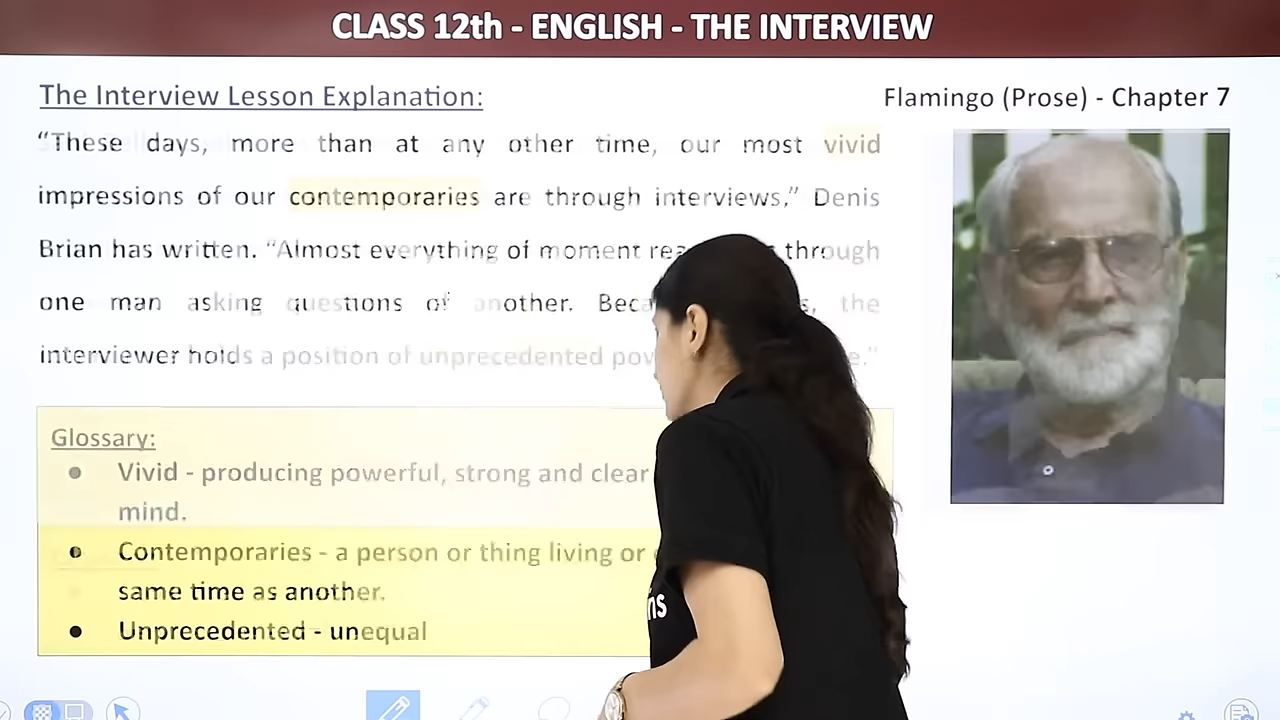 CLASS 12th - ENGLISH - THE INTERVIEW
The Interview Lesson Explanation:
Flamingo (Prose) - Chapter 7
“These days, more than at any other time, our most vivid
impressions of our contemporaries are through interviews,” Denis
Brian has written. “Almost everything of moment through
one man asking questions of another. the
interviewer holds a position of unprecedented
Glossary:
Vivid - producing powerful, strong and clear
mind.
Contemporaries - a person or thing living or
same time as another.
Unprecedented - unequal